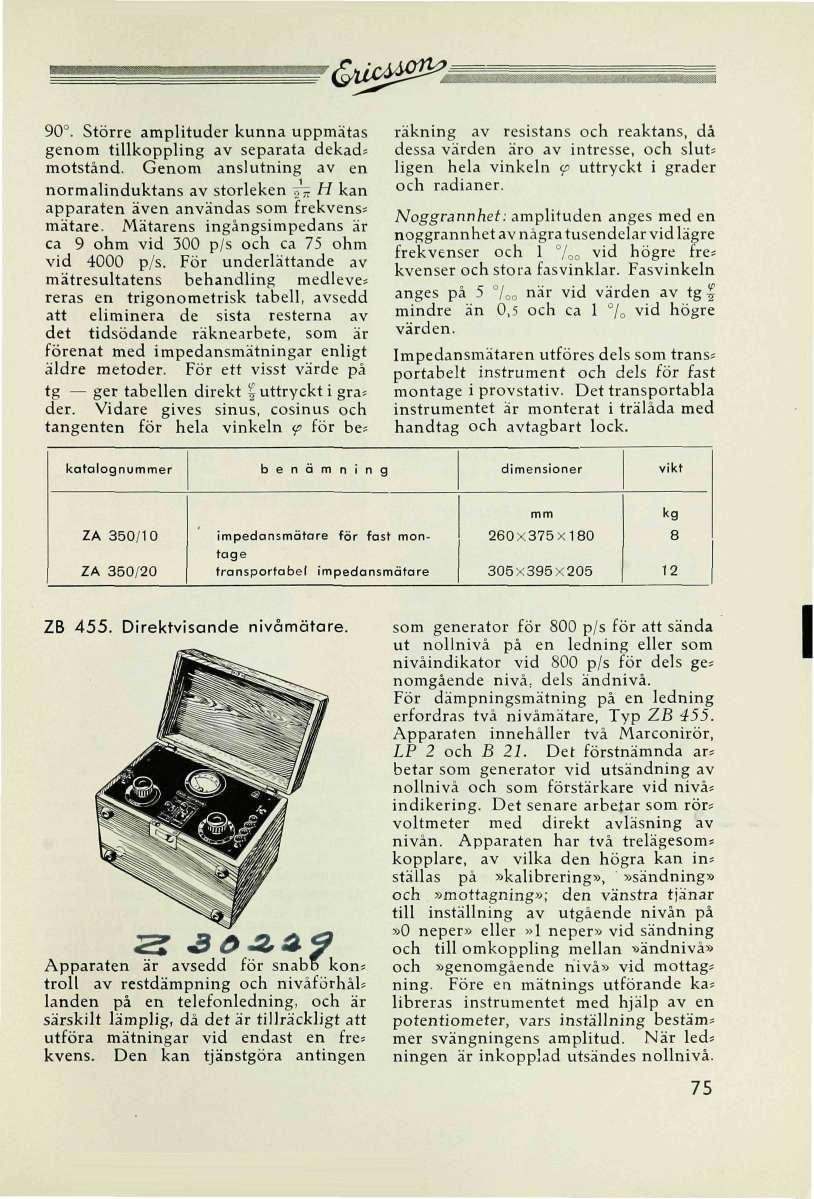 Ericsson
90°. Större amplituder kunna uppmätas
genom tillkoppling av separata dekad=
motstånd. Genom anslutning av en
normalinduktans av storleken 1/2π H kan
apparaten även användas som frekvens=
mätare. Mätarens ingångsimpedans är
ca 9 ohm vid 300 p/s och ca 75 ohm
vid 4000 p/s. För underlättande av
mätresultatens behandling medleve=
reras en trigonometrisk tabell, avsedd
att eliminera de sista resterna av
det tidsödande räknearbete, som är
förenat med impedansmätningar enligt
äldre metoder. För ett visst värde på
tg — ger tabellen direkt φ/2 uttryckt i gra=
der. Vidare gives sinus, cosinus och
tangenten för hela vinkeln φ för be=
räkning av resistans och reaktans, då
dessa värden äro av intresse, och slut=
ligen hela vinkeln φ uttryckt i grader
och radianer.
Noggrannhet: amplituden anges med en
noggrannhet av några tusendelar vid lägre
frekvenser och 1 °/₀₀ vid högre fre=
kvenser och stora fasvinklar. Fasvinkeln
anges på 5 °/₀₀ när vid värden av tg φ/2
mindre än 0,5 och ca 1 °/₀ vid högre
värden.
Impedansmätaren utföres dels som trans=
portabelt instrument och dels för fast
montage i provstativ. Det transportabla
instrumentet är monterat i trälåda med
handtag och avtagbart lock.
katalognummer benämning dimensioner vikt
mm kg
ZA 350/10 impedansmätare för fast mon- 260×375×180 8
tage
ZA 350/20 transportabel impedansmätare 305×395×205 12
ZB 455. Direktvisande nivåmätare.
Z 30229
Apparaten är avsedd för snabb kon=
troll av restdämpning och nivåförhål=
landen på en telefonledning, och är
särskilt lämplig, då det är tillräckligt att
utföra mätningar vid endast en fre=
kvens. Den kan tjänstgöra antingen
som generator för 800 p/s för att sända
ut nollnivå på en ledning eller som
nivåindikator vid 800 p/s för dels ge=
nomgående nivå, dels ändnivå.
För dämpningsmätning på en ledning
erfordras två nivåmätare, Typ ZB 455.
Apparaten innehåller två Marconirör,
LP 2 och B 21. Det förstnämnda ar=
betar som generator vid utsändning av
nollnivå och som förstärkare vid nivå=
indikering. Det senare arbetar som rör=
voltmeter med direkt avläsning av
nivån. Apparaten har två trelägesom=
kopplare, av vilka den högra kan in=
ställas på »kalibrering», »sändning»
och »mottagning»; den vänstra tjänar
till inställning av utgående nivån på
»0 neper» eller »1 neper» vid sändning
och till omkoppling mellan »ändnivå»
och »genomgående nivå» vid mottag=
ning. Före en mätnings utförande ka=
libreras instrumentet med hjälp av en
potentiometer, vars inställning bestäm=
mer svängningens amplitud. När led=
ningen är inkopplad utsändes nollnivå.
75